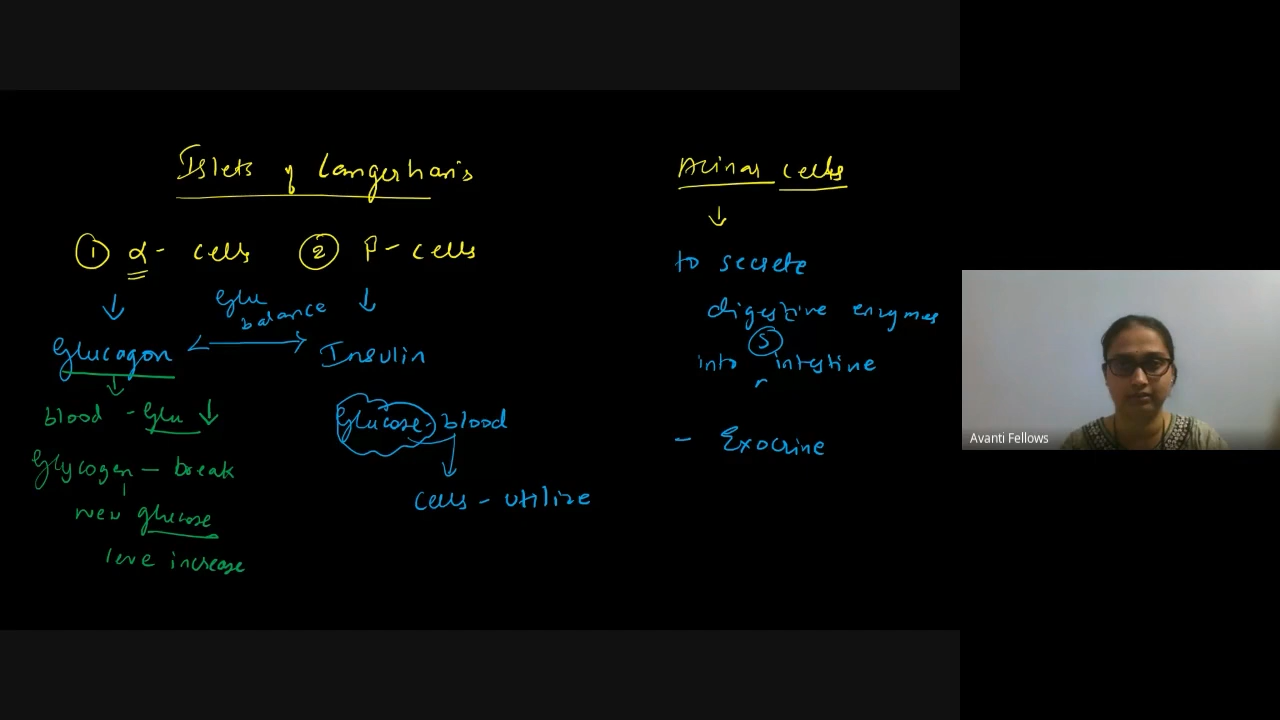 Islets of Langerhans
① α- cells ② β- cells
Glu balance
Glucagon Insulin
blood - Glu ↓
Glycogen - break
new glucose
leve increase
Glucose - blood
cells - utilize
Acinar cells
to secrete
digestive enzymes
into Ⓢ intestine
- Exocrine
Avanti Fellows